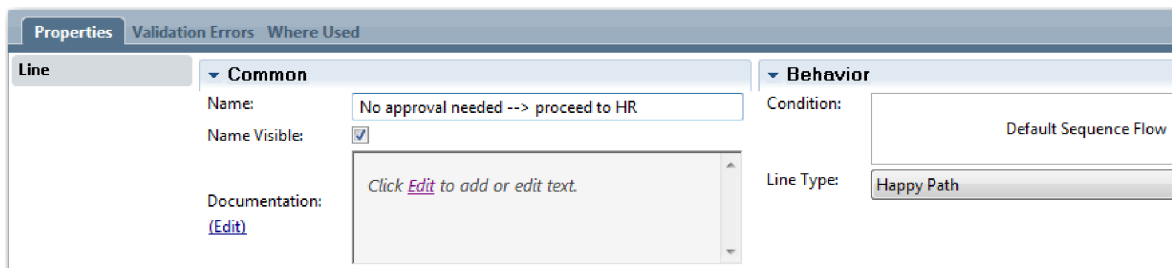 Properties Validation Errors Where Used
Line
Common
Name: No approval needed --> proceed to HR
Name Visible:
Documentation:
(Edit)
Click Edit to add or edit text.
Behavior
Condition: Default Sequence Flow
Line Type: Happy Path